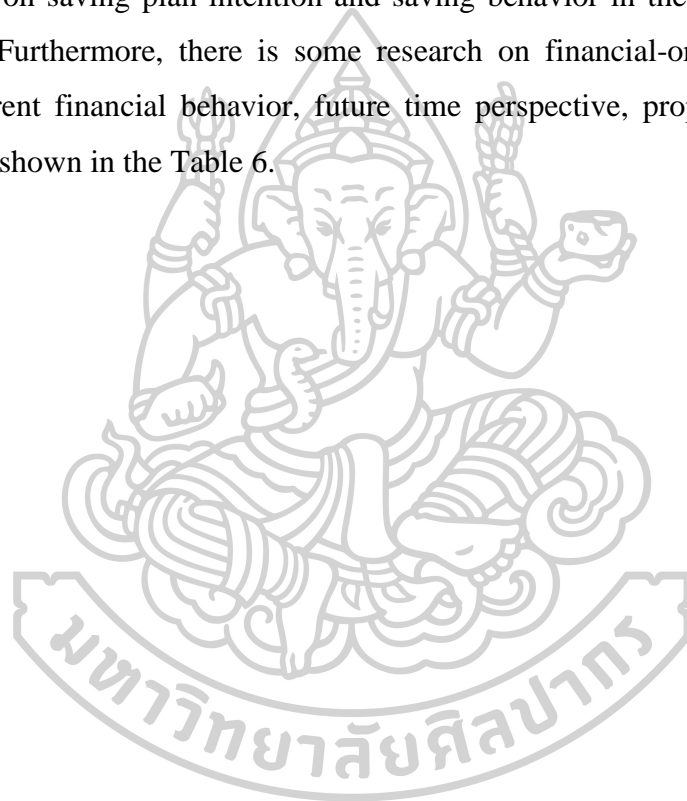 on saving plan intention and saving behavior in the
Furthermore, there is some research on financial-or
rent financial behavior, future time perspective, prop
shown in the Table 6.
มหาวิทยาลัยศิลปากร